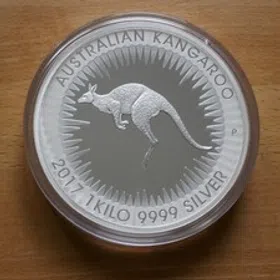 AUSTRALIAN KANGAROO
P
2017 1 KILO 9999 SILVER